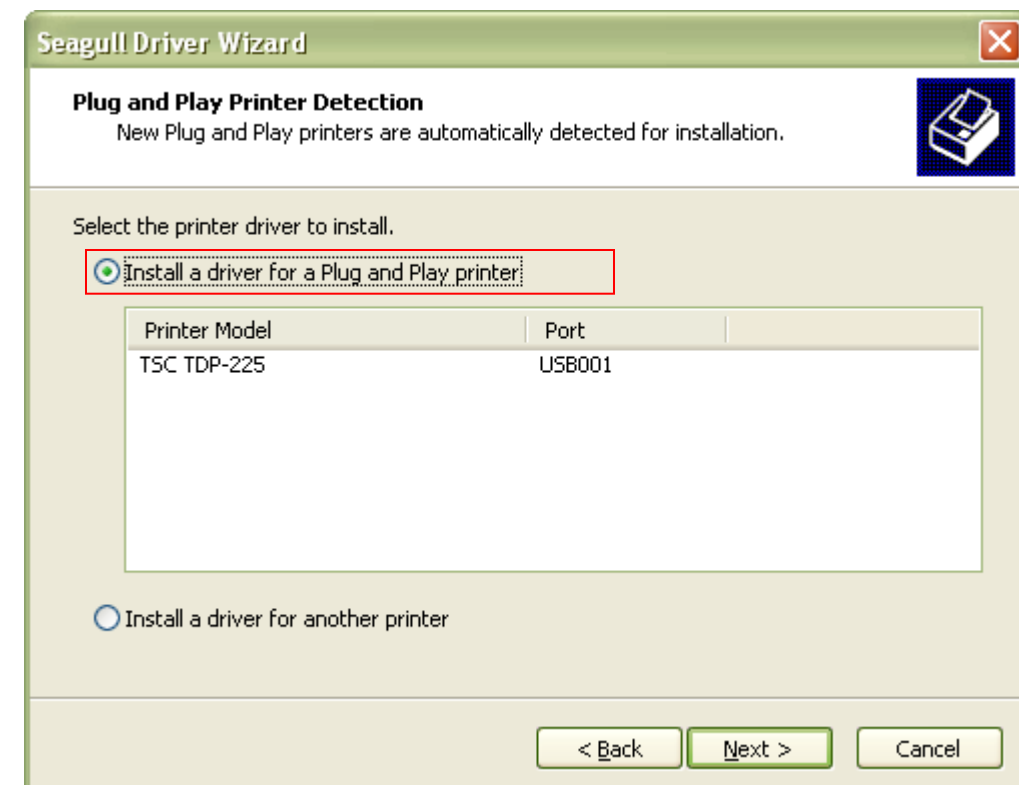 Seagull Driver Wizard
Plug and Play Printer Detection
New Plug and Play printers are automatically detected for installation.
Select the printer driver to install.
Install a driver for a Plug and Play printer
Printer Model Port
TSC TDP-225 USB001
Install a driver for another printer
< Back Next > Cancel